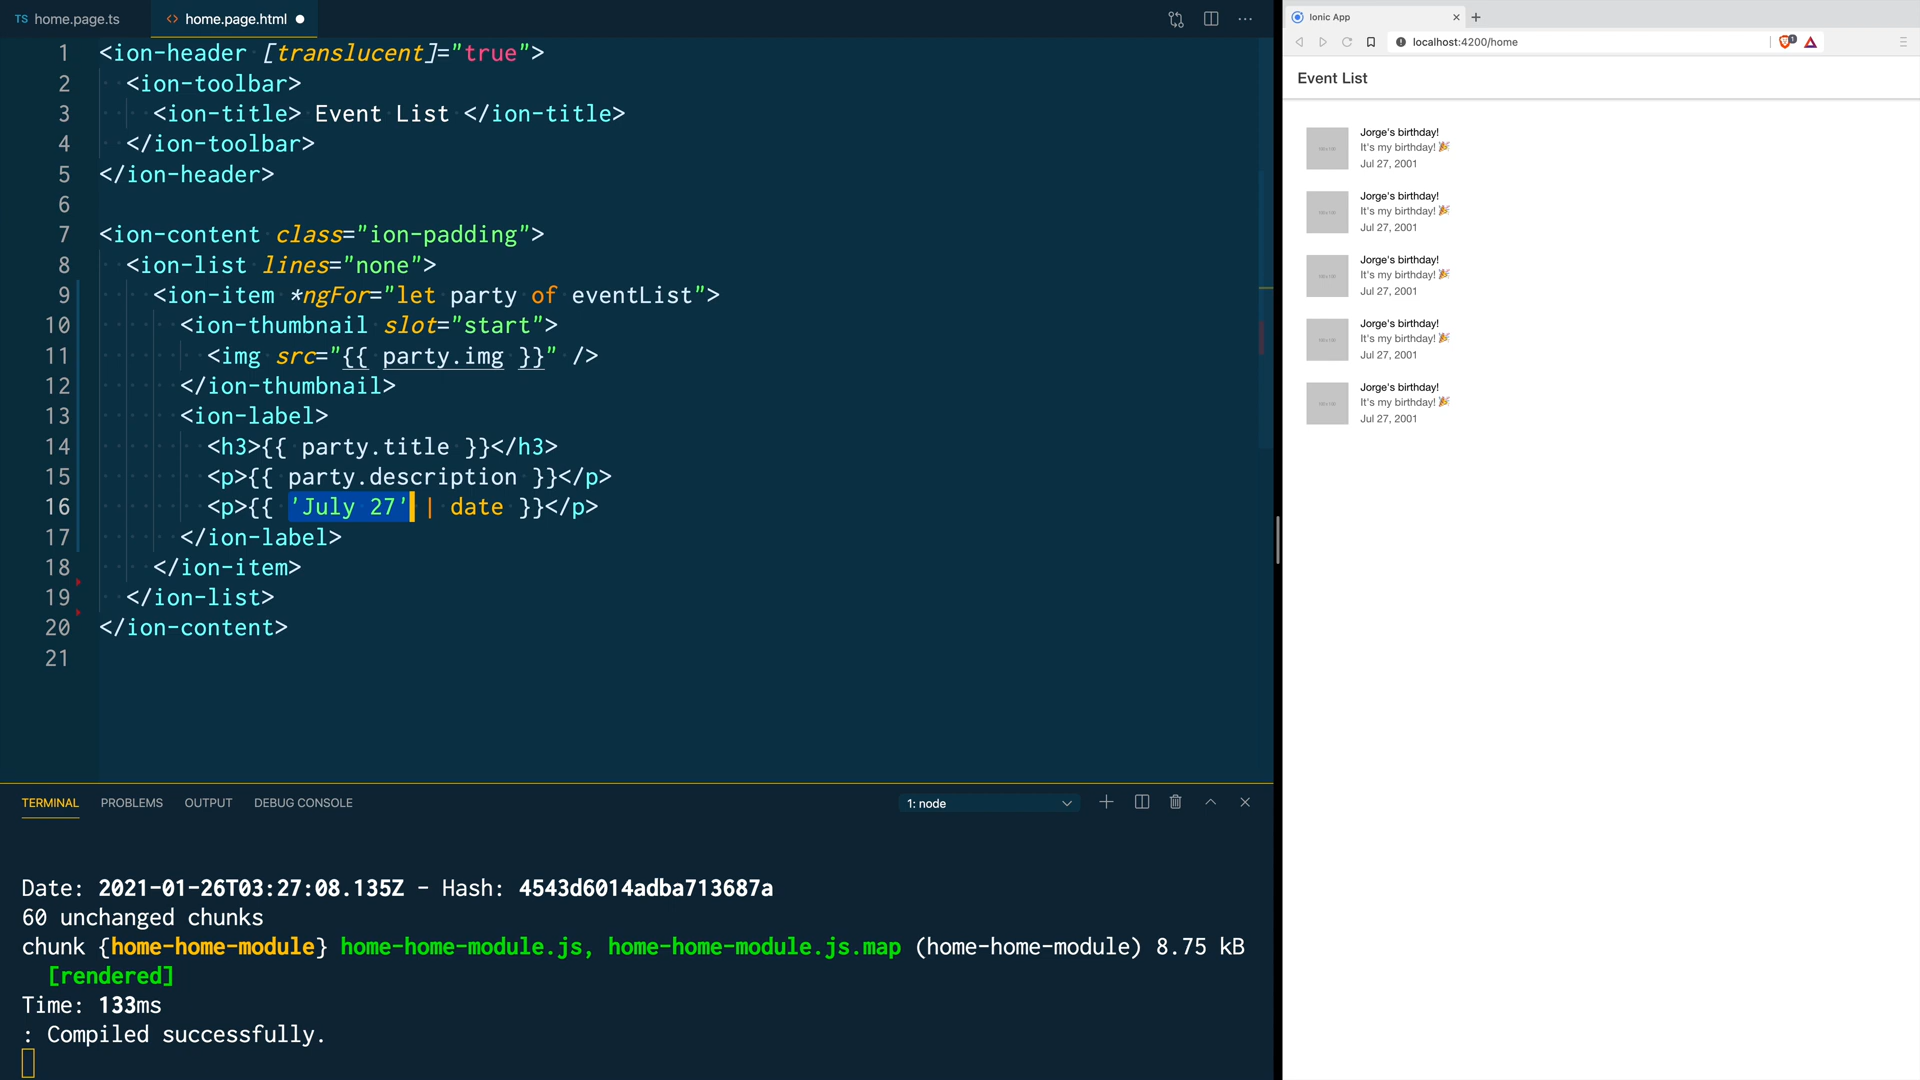 TS home.page.ts
<> home.page.html
1 <ion-header [translucent]="true">
2 <ion-toolbar>
3 <ion-title> Event List </ion-title>
4 </ion-toolbar>
5 </ion-header>
6
7 <ion-content class="ion-padding">
8 <ion-list lines="none">
9 <ion-item *ngFor="let party of eventList">
10 <ion-thumbnail slot="start">
11 <img src="{{ party.img }}" />
12 </ion-thumbnail>
13 <ion-label>
14 <h3>{{ party.title }}</h3>
15 <p>{{ party.description }}</p>
16 <p>{{ 'July 27' | date }}</p>
17 </ion-label>
18 </ion-item>
19 </ion-list>
20 </ion-content>
21
TERMINAL PROBLEMS OUTPUT DEBUG CONSOLE
1: node
Date: 2021-01-26T03:27:08.135Z - Hash: 4543d6014adba713687a
60 unchanged chunks
chunk {home-home-module} home-home-module.js, home-home-module.js.map (home-home-module) 8.75 kB
[rendered]
Time: 133ms
: Compiled successfully.
Ionic App
localhost:4200/home
1
Event List
Jorge's birthday!
It's my birthday! 🎉
Jul 27, 2001
Jorge's birthday!
It's my birthday! 🎉
Jul 27, 2001
Jorge's birthday!
It's my birthday! 🎉
Jul 27, 2001
Jorge's birthday!
It's my birthday! 🎉
Jul 27, 2001
Jorge's birthday!
It's my birthday! 🎉
Jul 27, 2001